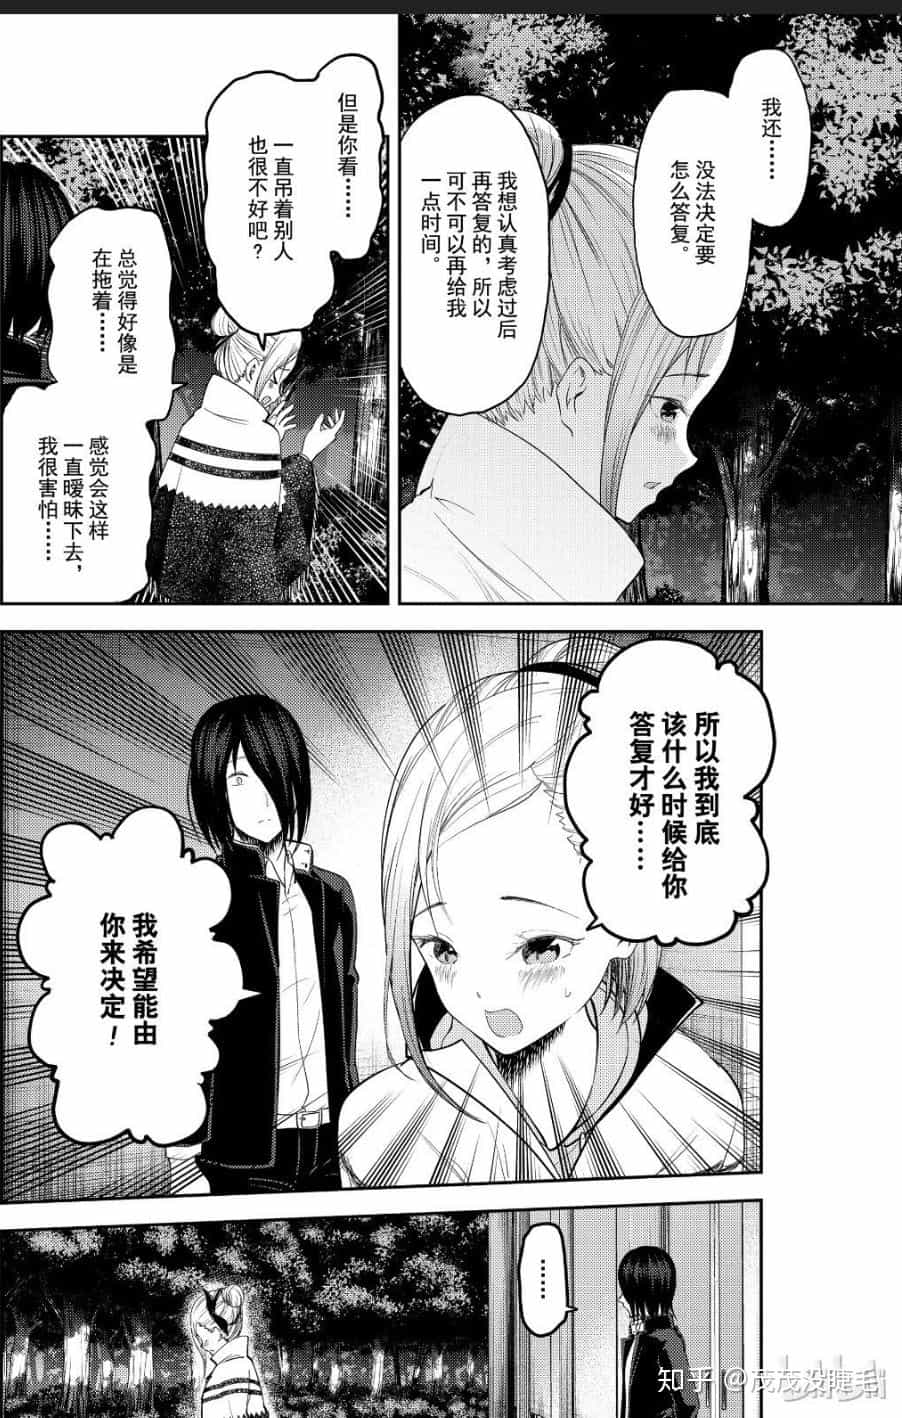 我还……
没法决定要
怎么答复。
我想认真考虑过后
再答复的，所以
可不可以再给我
一点时间。
但是你看……
一直吊着别人
也很不好吧？
总觉得好像是
在拖着……
感觉会这样
一直暧昧下去，
我很害怕……
所以我到底
该什么时候给你
答复才好……
我希望能由
你来决定！
……
知乎 @茂茂没睫毛